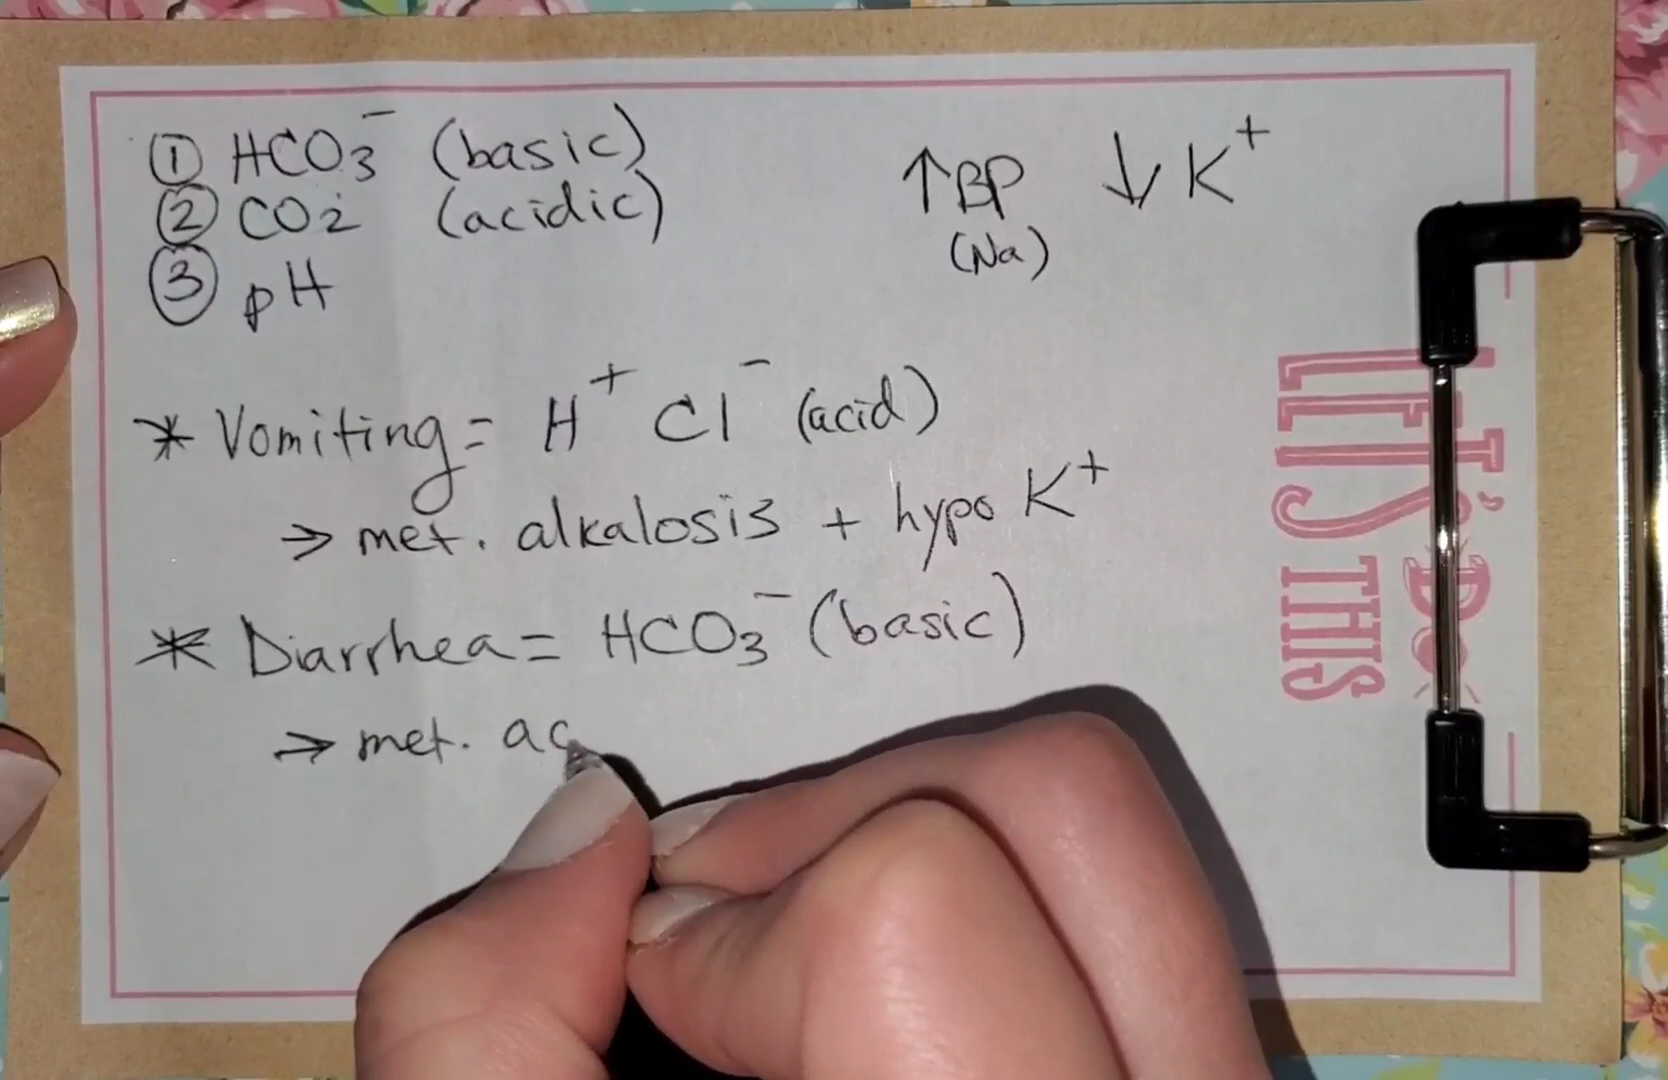 ① HCO₃⁻ (basic)
② CO₂ (acidic)
③ pH
↑BP ↓K⁺
(Na)
* Vomiting = H⁺ Cl⁻ (acid)
→ met. alkalosis + hypo K⁺
* Diarrhea = HCO₃⁻ (basic)
→ met. ac
LET'S DO
THIS